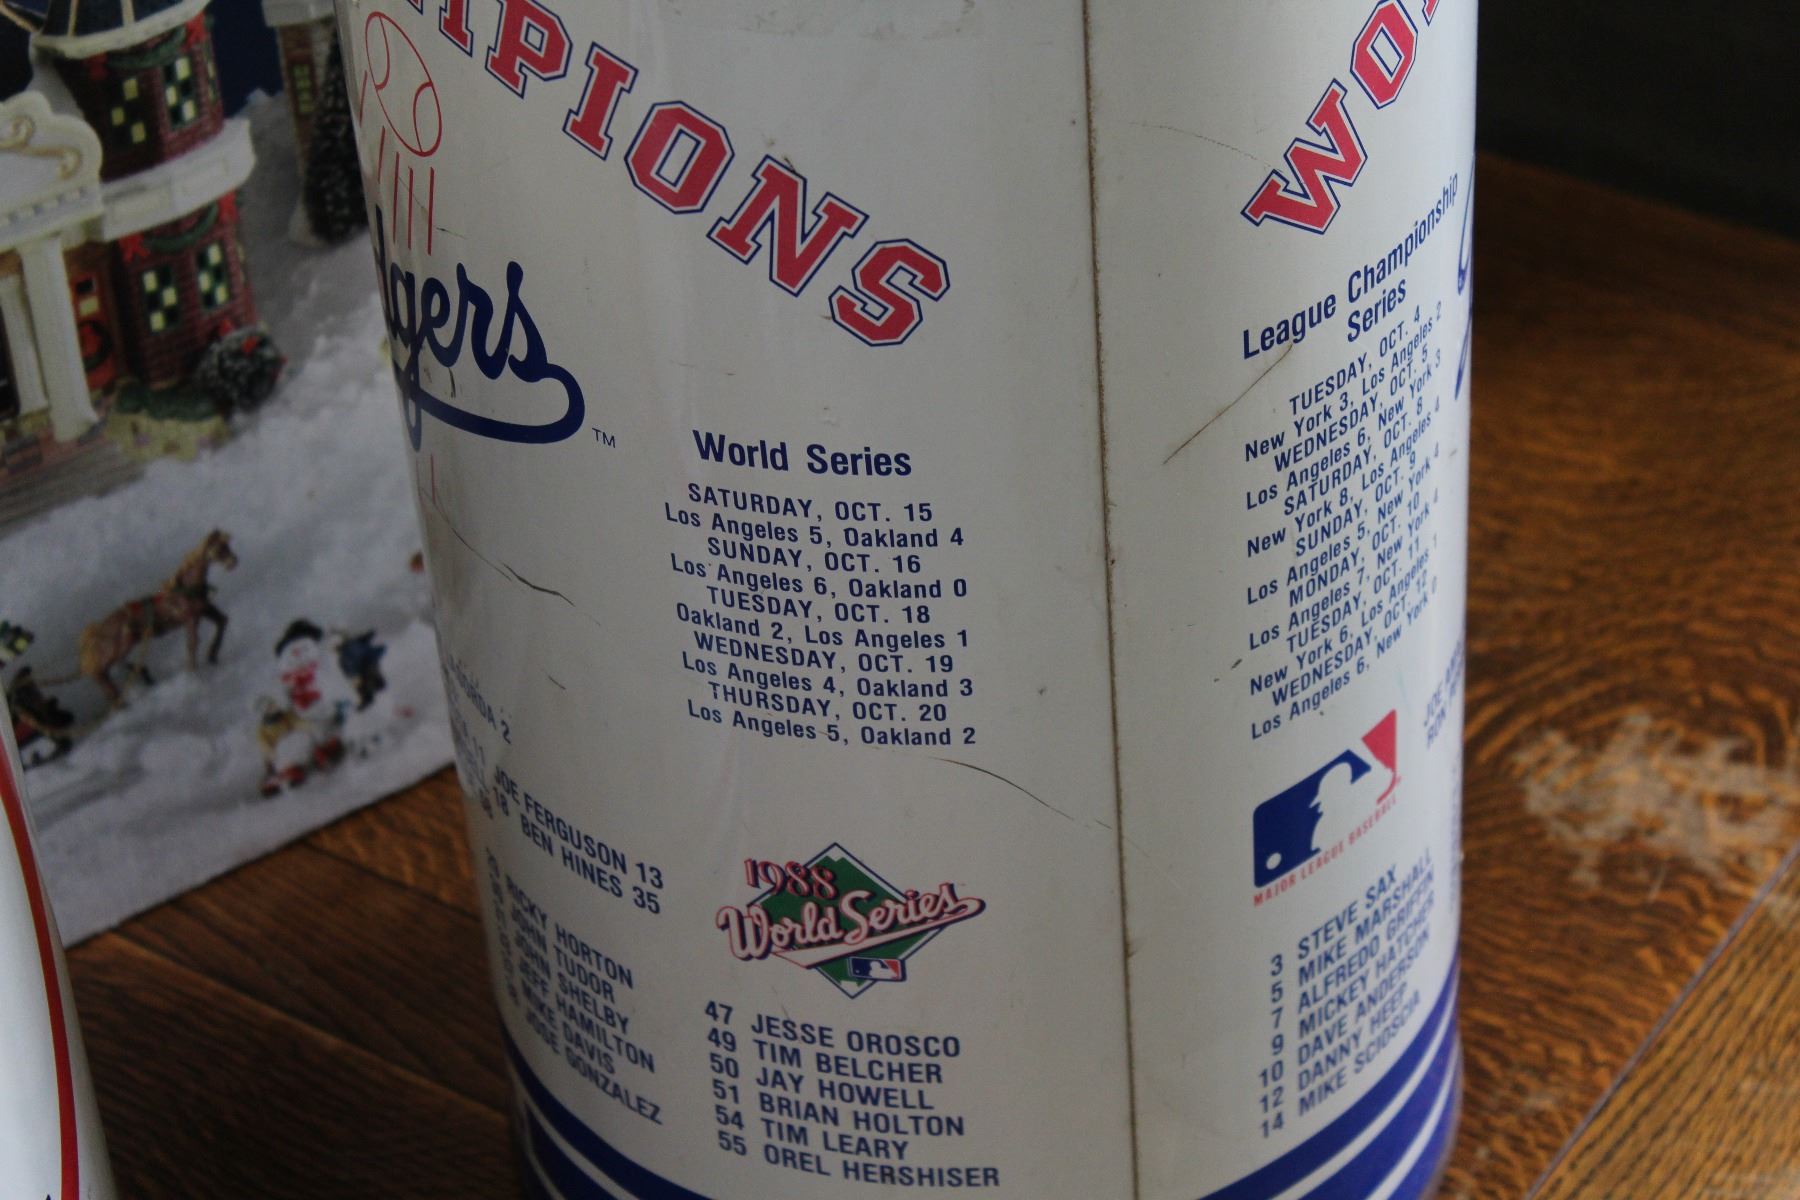 MPIONS
dgers
TM
World Series
SATURDAY, OCT. 15
Los Angeles 5, Oakland 4
SUNDAY, OCT. 16
Los Angeles 6, Oakland 0
TUESDAY, OCT. 18
Oakland 2, Los Angeles 1
WEDNESDAY, OCT. 19
Los Angeles 4, Oakland 3
THURSDAY, OCT. 20
Los Angeles 5, Oakland 2
2
11 JOE FERGUSON 13
18 BEN HINES 35
RICKY HORTON
JOHN TUDOR
JOHN SHELBY
JEFF HAMILTON
MIKE DAVIS
JOSE GONZALEZ
1988
World Series
47 JESSE OROSCO
49 TIM BELCHER
50 JAY HOWELL
51 BRIAN HOLTON
54 TIM LEARY
55 OREL HERSHISER
WO
League Championship
Series
TUESDAY, OCT. 4
New York 3, Los Angeles 2
WEDNESDAY, OCT. 5
Los Angeles 6, New York 3
SATURDAY, OCT. 8
New York 8, Los Angeles 4
SUNDAY, OCT. 9
Los Angeles 5, New York 4
MONDAY, OCT. 10
Los Angeles 7, New York 4
TUESDAY, OCT. 11
New York 6, Los Angeles 1
WEDNESDAY, OCT. 12
Los Angeles 6, New York 0
JOE
RON
MAJOR LEAGUE BASEBALL
3 STEVE SAX
5 MIKE MARSHALL
7 ALFREDO GRIFFIN
9 MICKEY HATCHER
10 DAVE ANDERSON
12 DANNY HEEP
14 MIKE SCIOSCIA